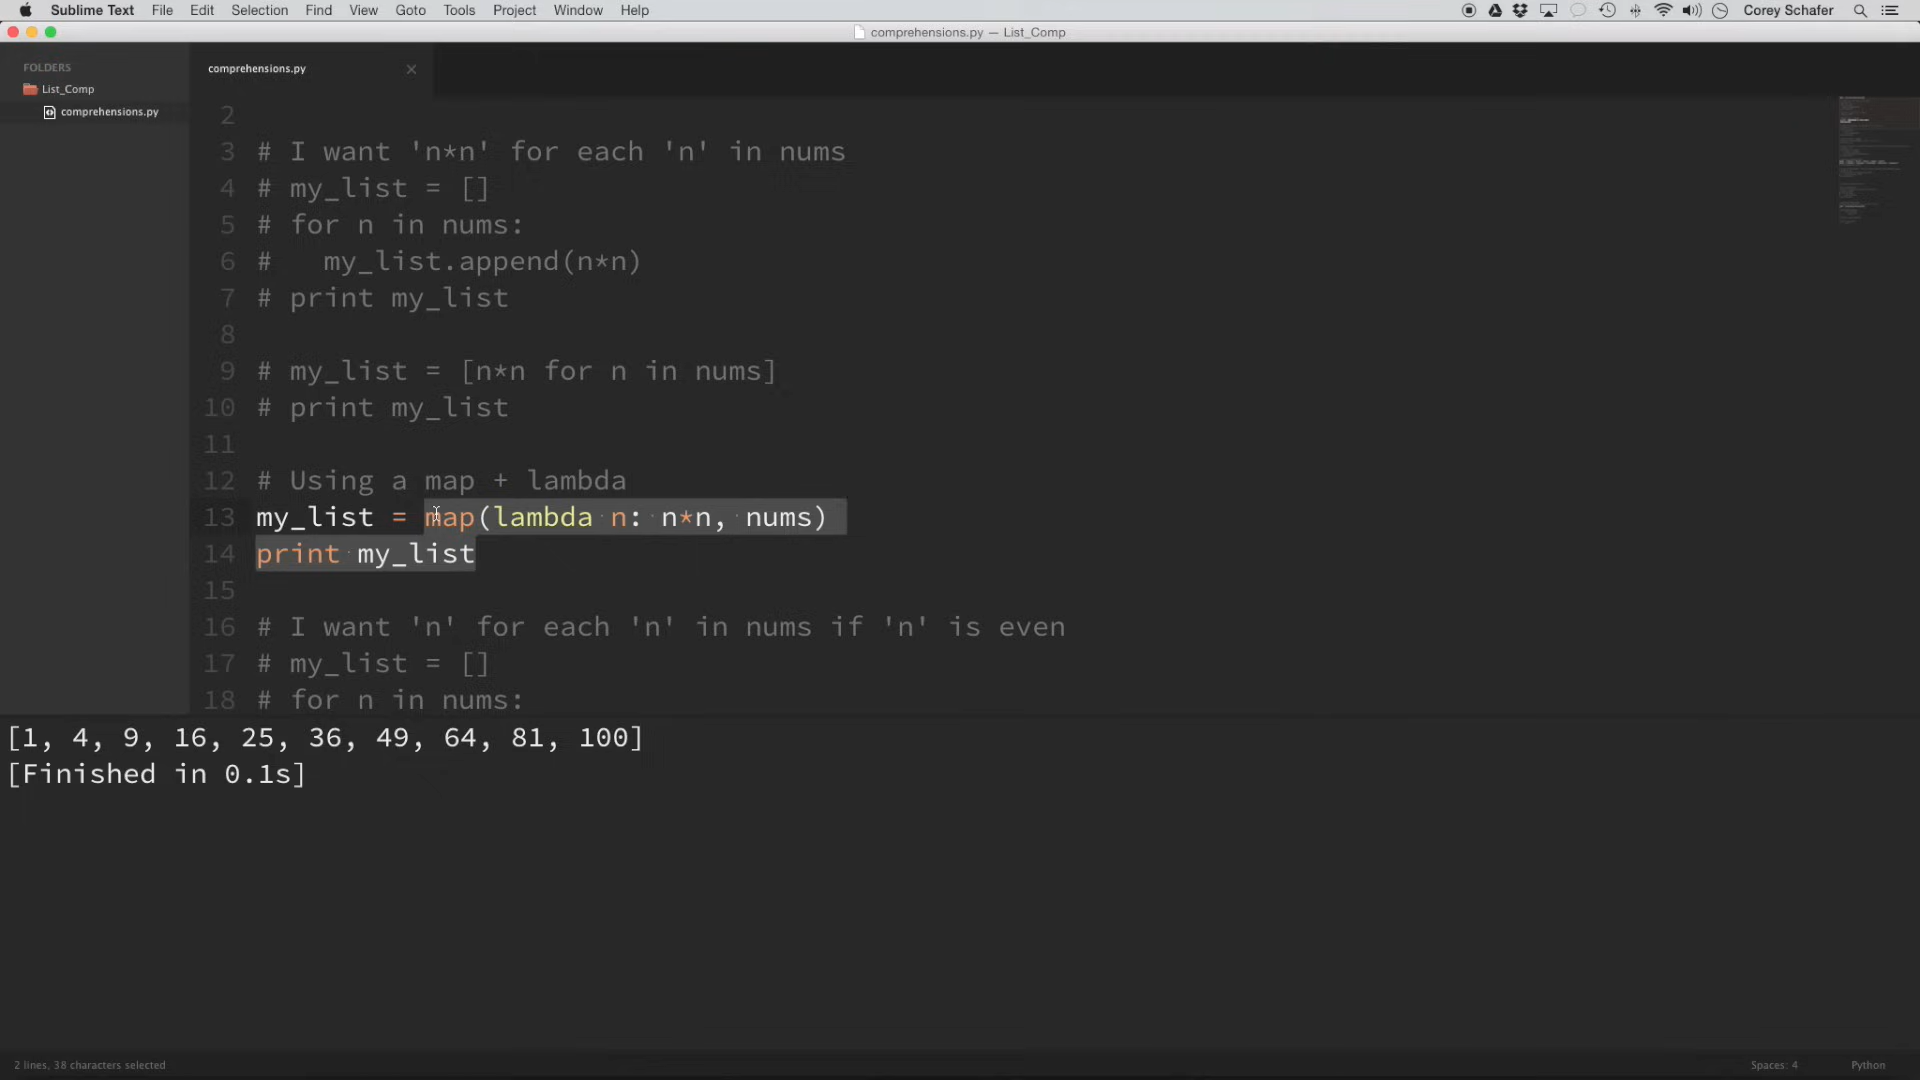 Sublime Text File Edit Selection Find View Goto Tools Project Window Help Corey Schafer
comprehensions.py — List_Comp
FOLDERS
List_Comp
comprehensions.py
comprehensions.py
2
3 # I want 'n*n' for each 'n' in nums
4 # my_list = []
5 # for n in nums:
6 #   my_list.append(n*n)
7 # print my_list
8
9 # my_list = [n*n for n in nums]
10 # print my_list
11
12 # Using a map + lambda
13 my_list = map(lambda n: n*n, nums)
14 print my_list
15
16 # I want 'n' for each 'n' in nums if 'n' is even
17 # my_list = []
18 # for n in nums:
[1, 4, 9, 16, 25, 36, 49, 64, 81, 100]
[Finished in 0.1s]
2 lines, 38 characters selected Spaces: 4 Python